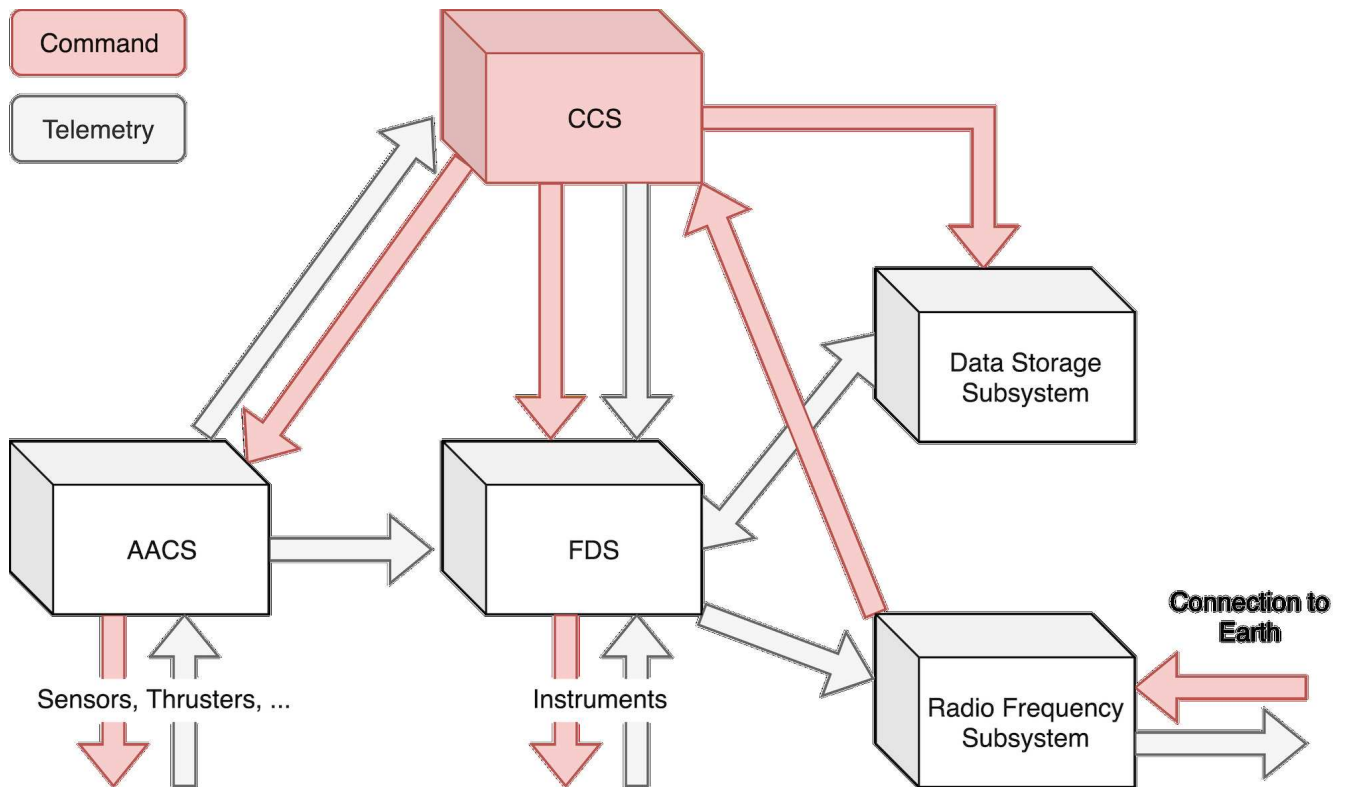 Command
Telemetry
CCS
Data Storage
Subsystem
AACS
FDS
Connection to
Earth
Sensors, Thrusters, ...
Instruments
Radio Frequency
Subsystem